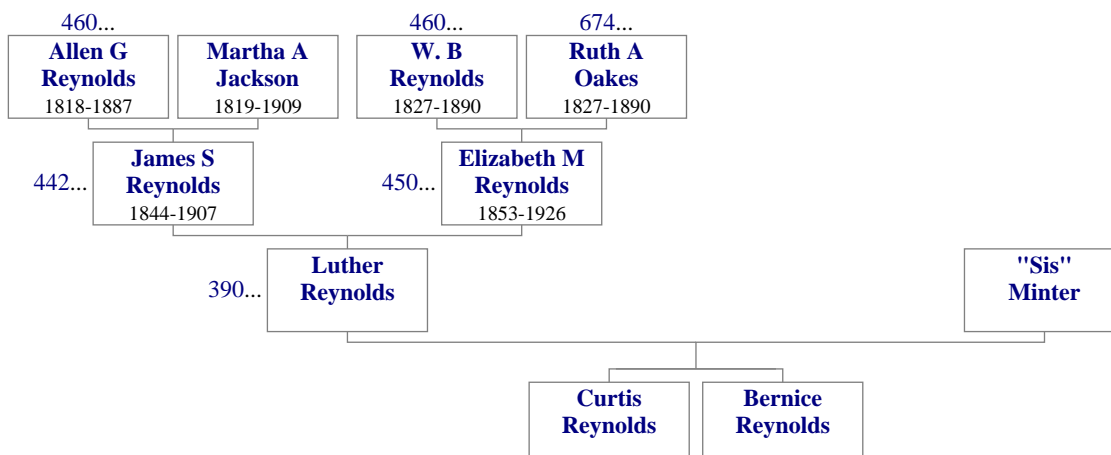 460...
460...
674...
Allen G
Reynolds
1818-1887
Martha A
Jackson
1819-1909
W. B
Reynolds
1827-1890
Ruth A
Oakes
1827-1890
442...
James S
Reynolds
1844-1907
450...
Elizabeth M
Reynolds
1853-1926
390...
Luther
Reynolds
"Sis"
Minter
Curtis
Reynolds
Bernice
Reynolds